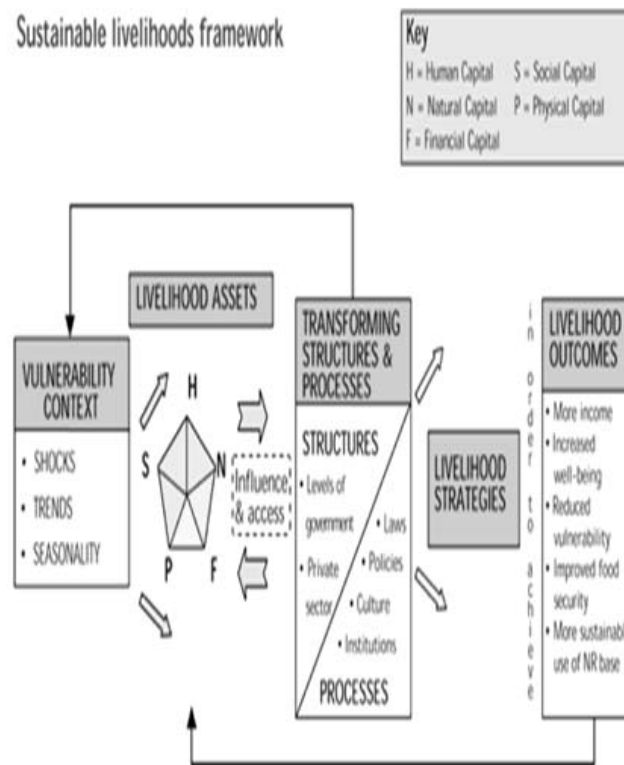 Sustainable livelihoods framework
Key
H = Human Capital S = Social Capital
N = Natural Capital P = Physical Capital
F = Financial Capital
LIVELIHOOD ASSETS
VULNERABILITY
CONTEXT
• SHOCKS
• TRENDS
• SEASONALITY
H
S
N
P
F
Influence
& access
TRANSFORMING
STRUCTURES &
PROCESSES
STRUCTURES
• Levels of
government
• Private
sector
• Laws
• Policies
• Culture
• Institutions
PROCESSES
LIVELIHOOD
STRATEGIES
in order to achieve
LIVELIHOOD
OUTCOMES
• More income
• Increased
well-being
• Reduced
vulnerability
• Improved food
security
• More sustainable
use of NR base